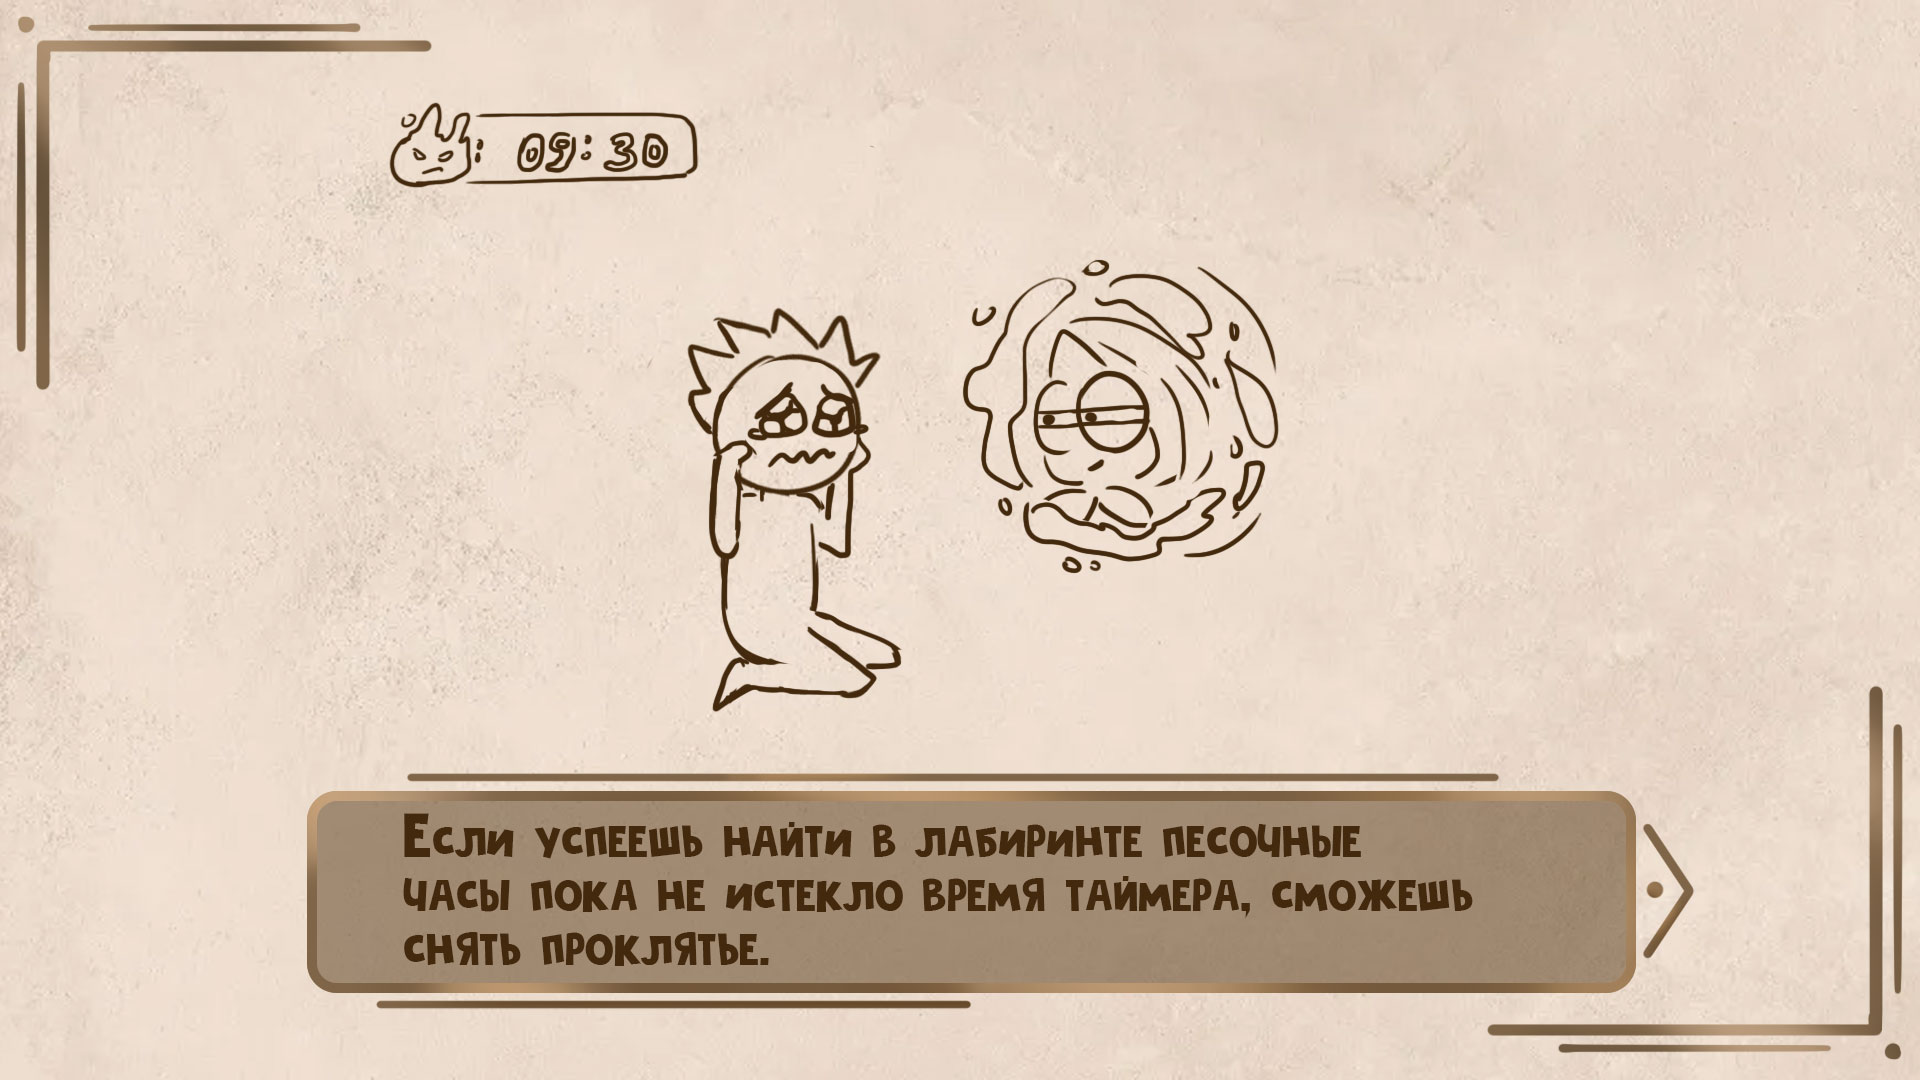 : 09:30
Если успеешь найти в лабиринте песочные
часы пока не истекло время таймера, сможешь
снять проклятье.